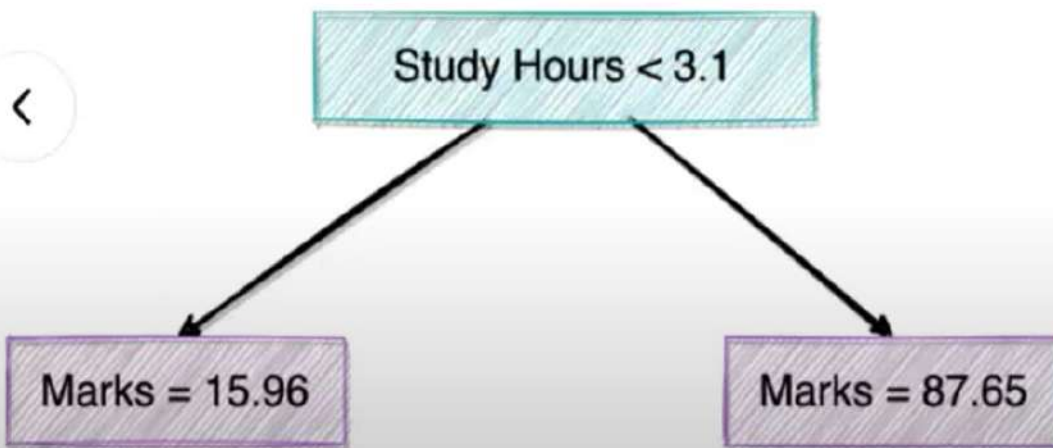 Study Hours < 3.1
Marks = 15.96
Marks = 87.65